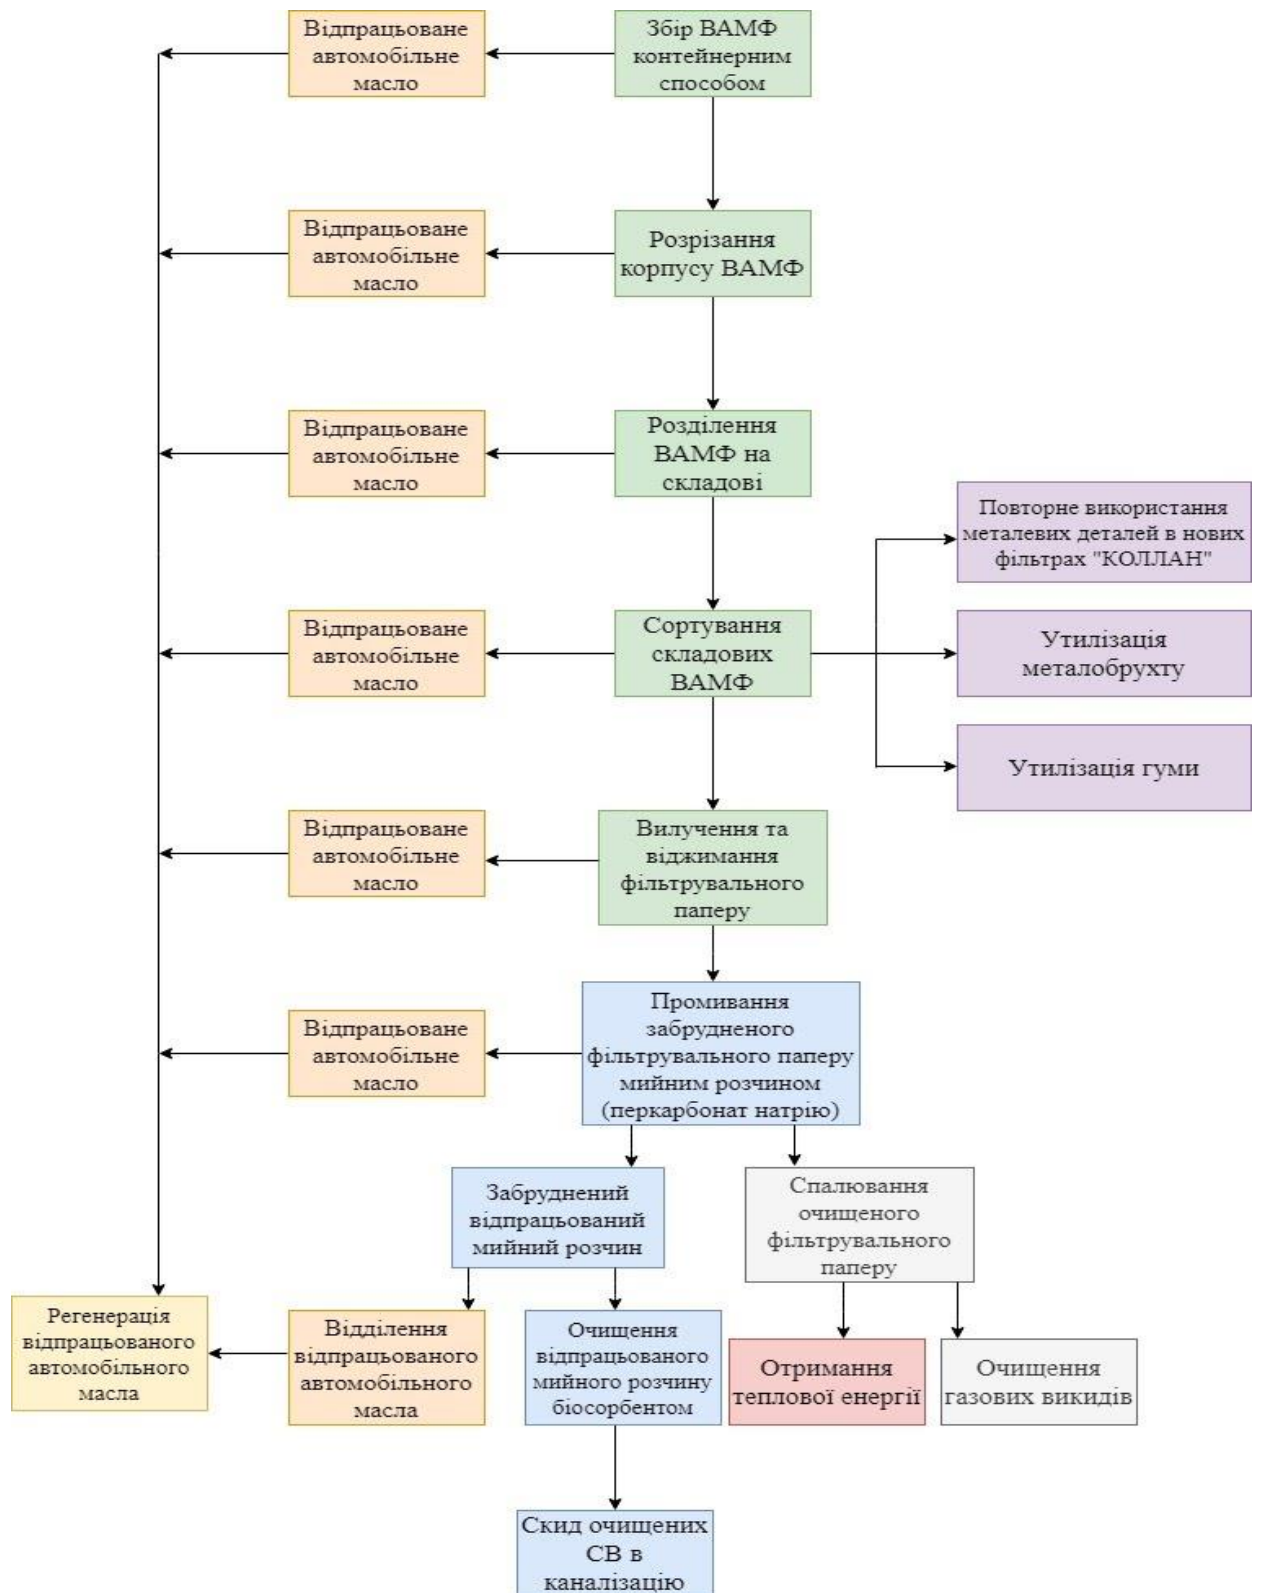 Відпрацьоване
автомобільне
масло
Збір ВАМФ
контейнерним
способом
Відпрацьоване
автомобільне
масло
Розрізання
корпусу ВАМФ
Відпрацьоване
автомобільне
масло
Розділення
ВАМФ на
складові
Повторне використання
металевих деталей в нових
фільтрах "КОЛЛАН"
Відпрацьоване
автомобільне
масло
Сортування
складових
ВАМФ
Утилізація
металобрухту
Утилізація гуми
Відпрацьоване
автомобільне
масло
Вилучення та
віджимання
фільтрувального
паперу
Відпрацьоване
автомобільне
масло
Промивання
забрудненого
фільтрувального паперу
мийним розчином
(перкарбонат натрію)
Забруднений
відпрацьований
мийний розчин
Спалювання
очищеного
фільтрувального
паперу
Регенерація
відпрацьованого
автомобільного
масла
Відділення
відпрацьованого
автомобільного
масла
Очищення
відпрацьованого
мийного розчину
біосорбентом
Отримання
теплової енергії
Очищення
газових викидів
Скид очищених
СВ в
каналізацію